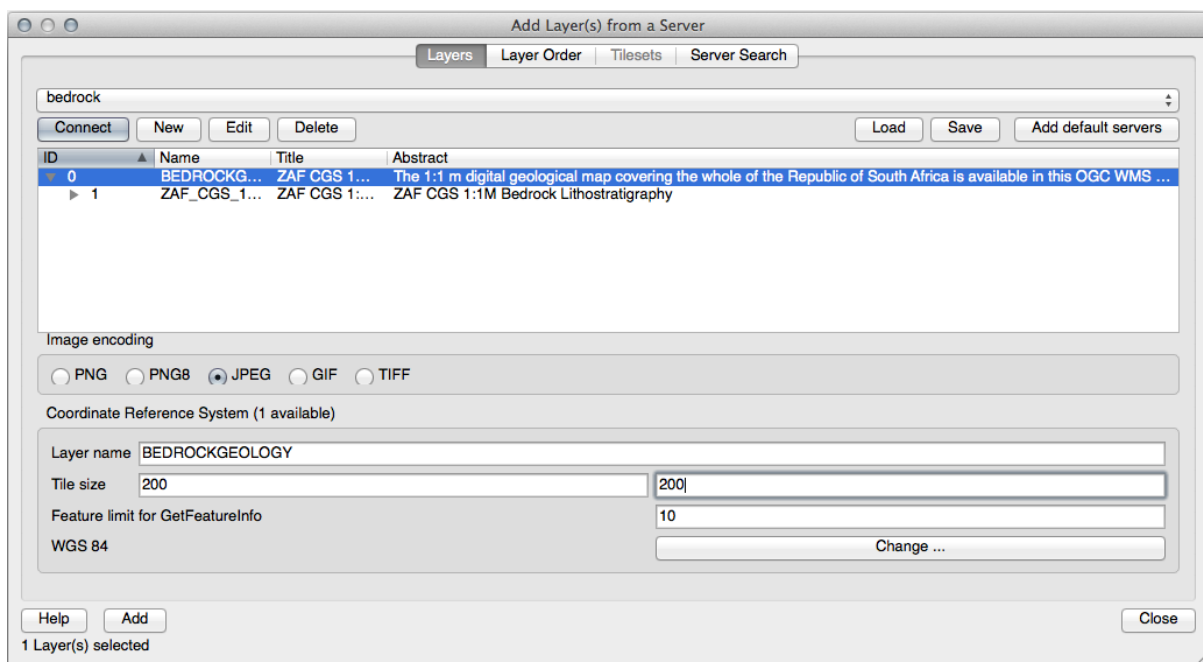 Add Layer(s) from a Server
Layers Layer Order Tilesets Server Search
bedrock
Connect New Edit Delete Load Save Add default servers
ID Name Title Abstract
0 BEDROCKG... ZAF CGS 1... The 1:1 m digital geological map covering the whole of the Republic of South Africa is available in this OGC WMS ...
1 ZAF_CGS_1... ZAF CGS 1:... ZAF CGS 1:1M Bedrock Lithostratigraphy
Image encoding
PNG PNG8 JPEG GIF TIFF
Coordinate Reference System (1 available)
Layer name BEDROCKGEOLOGY
Tile size 200 200
Feature limit for GetFeatureInfo 10
WGS 84 Change ...
Help Add Close
1 Layer(s) selected